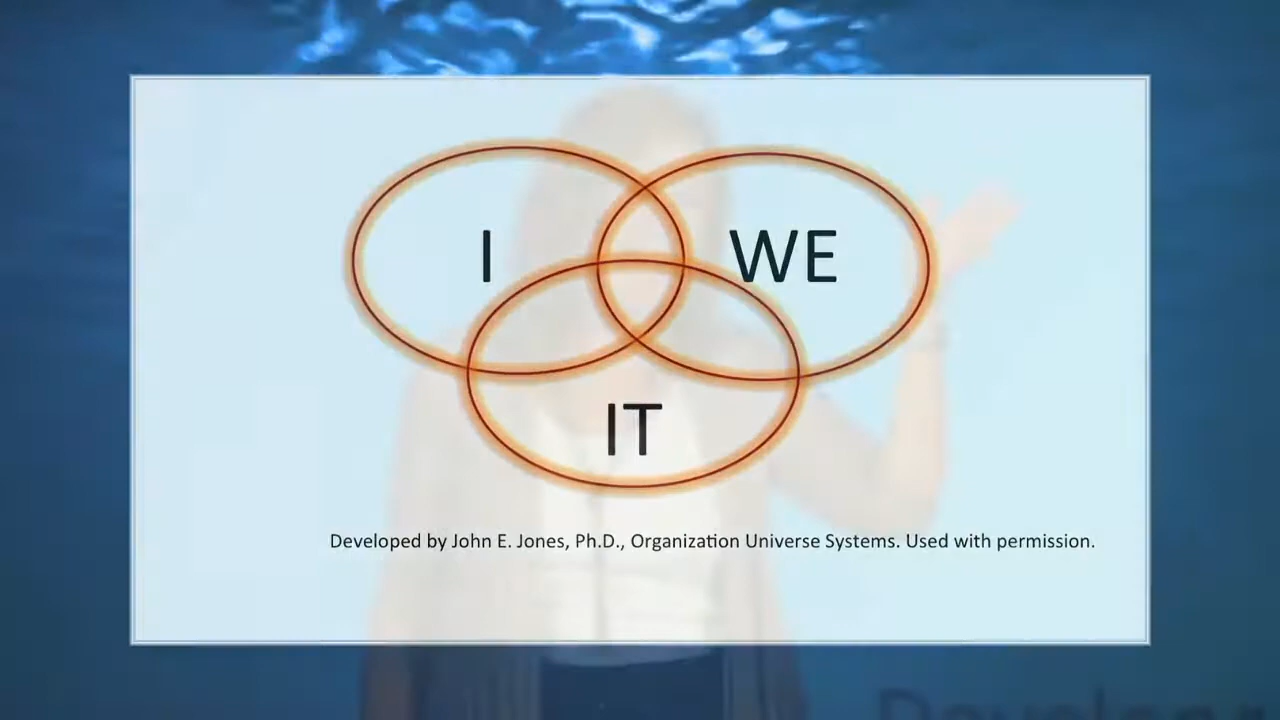 I
WE
IT
Developed by John E. Jones, Ph.D., Organization Universe Systems. Used with permission.